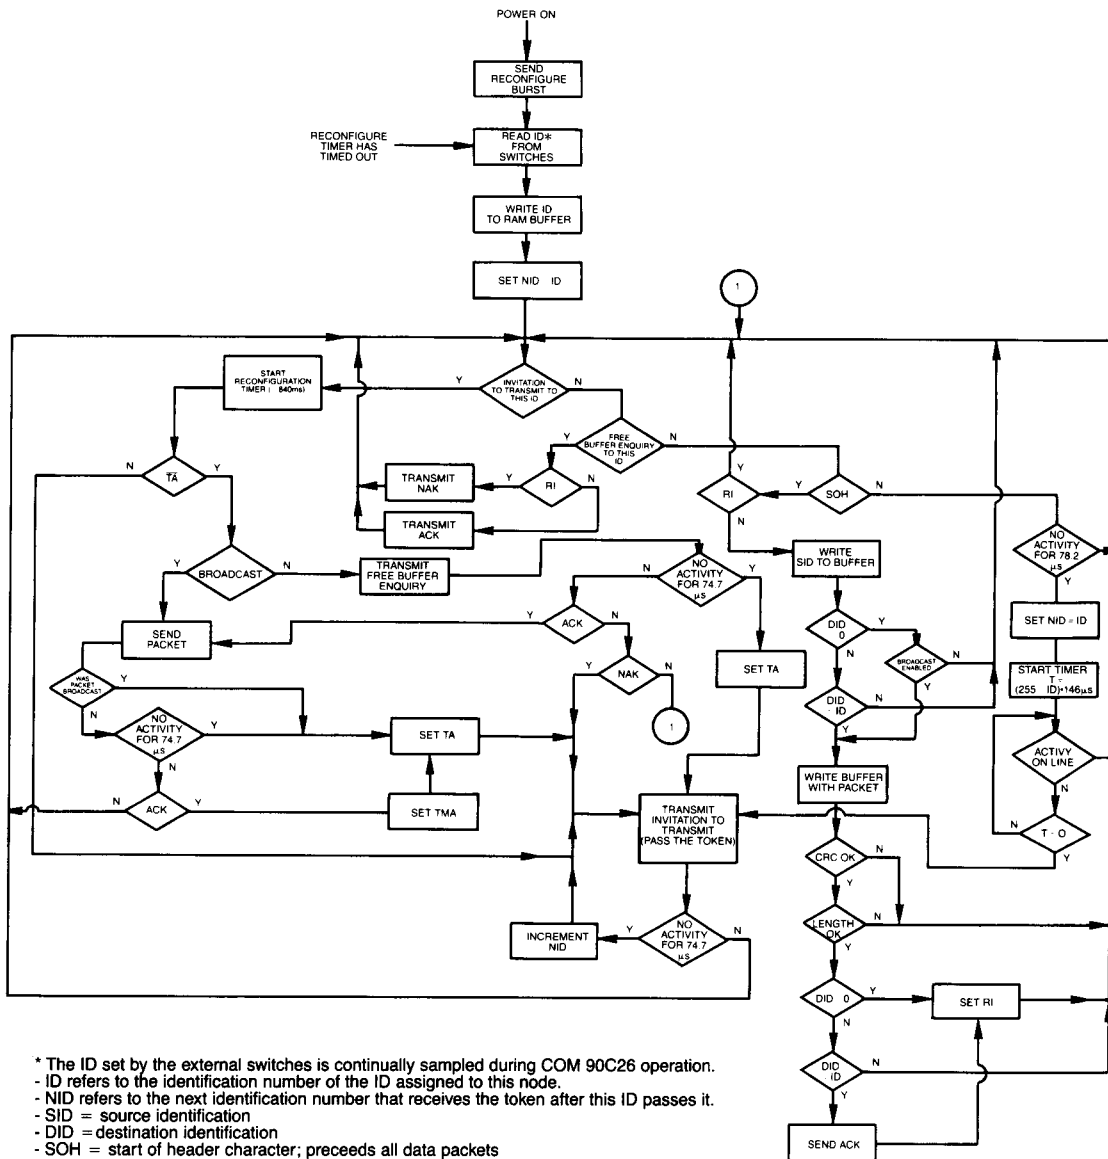 POWER ON
SEND
RECONFIGURE
BURST
RECONFIGURE
TIMER HAS
TIMED OUT
READ ID*
FROM
SWITCHES
WRITE ID
TO RAM BUFFER
SET NID ID
1
START
RECONFIGURATION
TIMER ( 840ms)
Y
INVITATION
TO TRANSMIT TO
THIS ID
N
N
TA
Y
Y
FREE
BUFFER ENQUIRY
TO THIS
ID
N
TRANSMIT
NAK
Y
RI
N
TRANSMIT
ACK
Y
RI
N
Y
SOH
N
NO
ACTIVITY
FOR 78.2
µs
N
Y
Y
BROADCAST
N
TRANSMIT
FREE BUFFER
ENQUIRY
N
NO
ACTIVITY
FOR 74.7
µs
Y
WRITE
SID TO BUFFER
SET NID = ID
SEND
PACKET
Y
ACK
N
DID
0
Y
N
BROADCAST
ENABLED
N
Y
START TIMER
T =
(255 ID)•146µs
WAS
PACKET
BROADCAST
Y
N
Y
NAK
N
SET TA
DID
- ID
N
Y
NO
ACTIVITY
FOR 74.7
µs
Y
N
SET TA
1
ACTIVY
ON LINE
N
N
ACK
Y
SET TMA
TRANSMIT
INVITATION TO
TRANSMIT
(PASS THE TOKEN)
WRITE BUFFER
WITH PACKET
N
T - O
Y
CRC OK
N
Y
INCREMENT
NID
Y
NO
ACTIVITY
FOR 74.7
µs
N
LENGTH
OK
N
Y
DID 0
Y
N
SET RI
DID
ID
N
Y
SEND ACK
* The ID set by the external switches is continually sampled during COM 90C26 operation.
- ID refers to the identification number of the ID assigned to this node.
- NID refers to the next identification number that receives the token after this ID passes it.
- SID = source identification
- DID = destination identification
- SOH = start of header character; preceeds all data packets